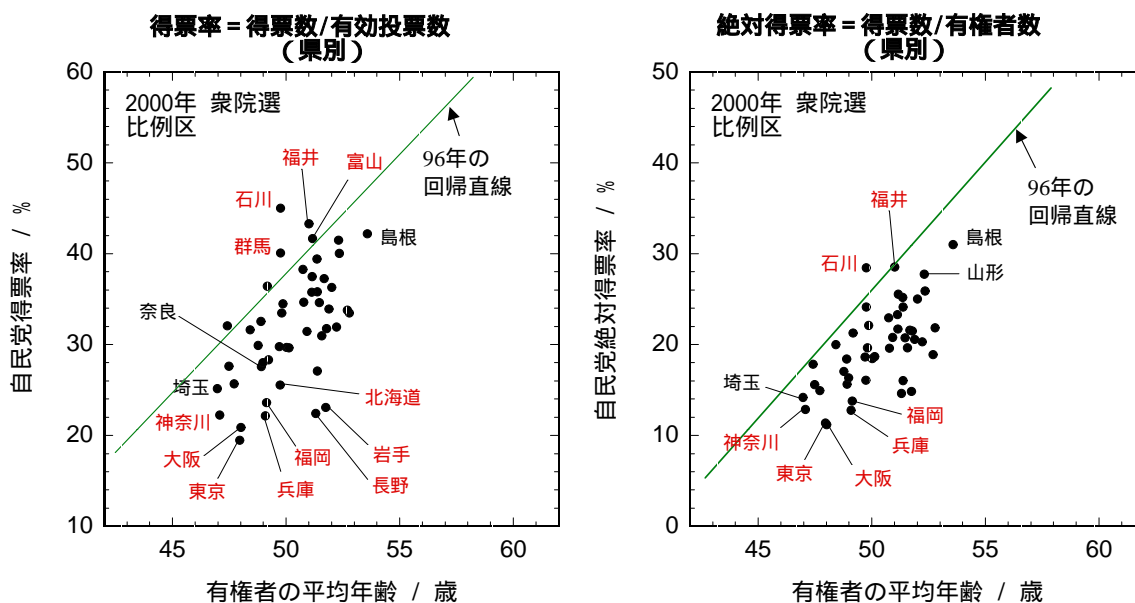 得票率 = 得票数/有効投票数
（県別）
60
50
40
30
20
10
自民党得票率 / %
2000年 衆院選
比例区
96年の
回帰直線
福井
富山
石川
群馬
島根
奈良
埼玉
神奈川
大阪
東京
北海道
福岡
兵庫
岩手
長野
45
50
55
60
有権者の平均年齢 / 歳
絶対得票率 = 得票数/有権者数
（県別）
50
40
30
20
10
0
自民党絶対得票率 / %
2000年 衆院選
比例区
96年の
回帰直線
福井
石川
島根
山形
埼玉
神奈川
東京
大阪
福岡
兵庫
45
50
55
60
有権者の平均年齢 / 歳